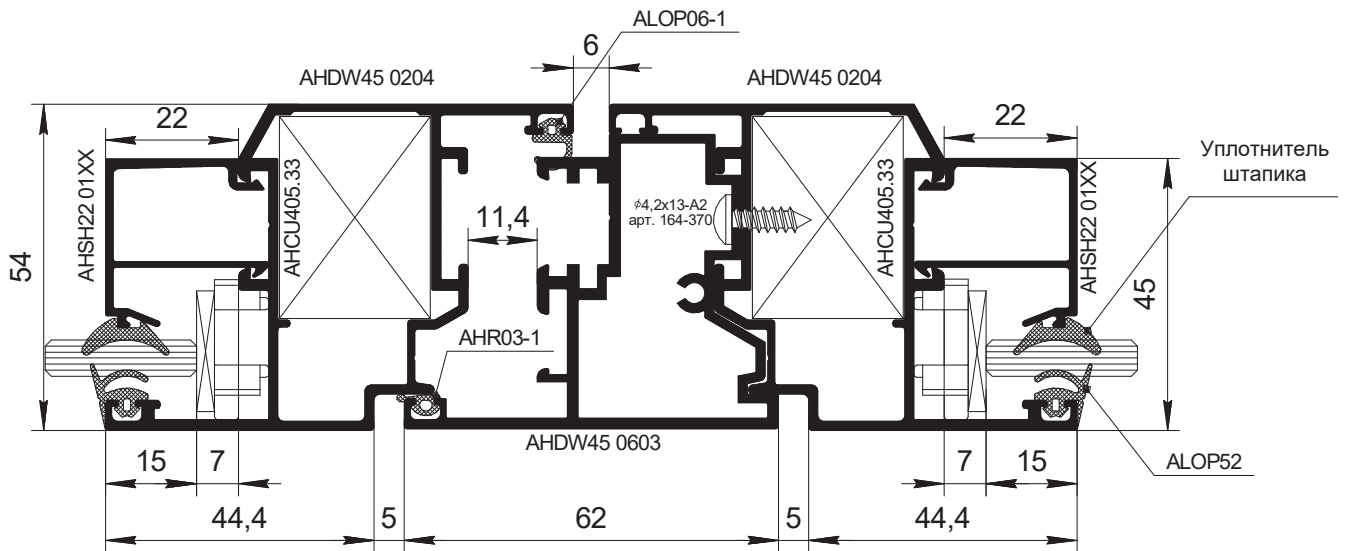 ALOP06-1
6
AHDW45 0204
AHDW45 0204
22
22
Уплотнитель
штапика
AHSH22 01XX
AHCU405.33
ø4,2x13-A2
арт. 164-370
AHCU405.33
AHSH22 01XX
11,4
54
45
AHR03-1
AHDW45 0603
ALOP52
15
7
7
15
44,4
5
62
5
44,4